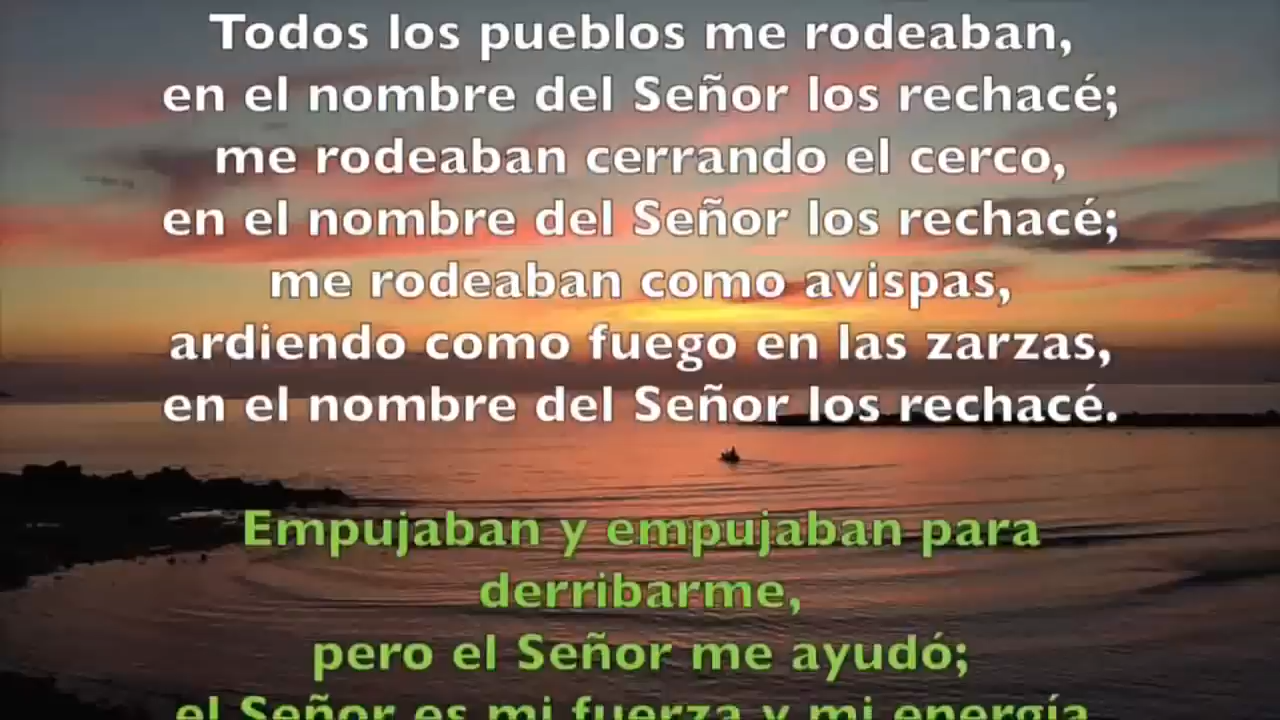 Todos los pueblos me rodeaban,
en el nombre del Señor los rechacé;
me rodeaban cerrando el cerco,
en el nombre del Señor los rechacé;
me rodeaban como avispas,
ardiendo como fuego en las zarzas,
en el nombre del Señor los rechacé.
Empujaban y empujaban para
derribarme,
pero el Señor me ayudó;
el Señor es mi fuerza y mi energía